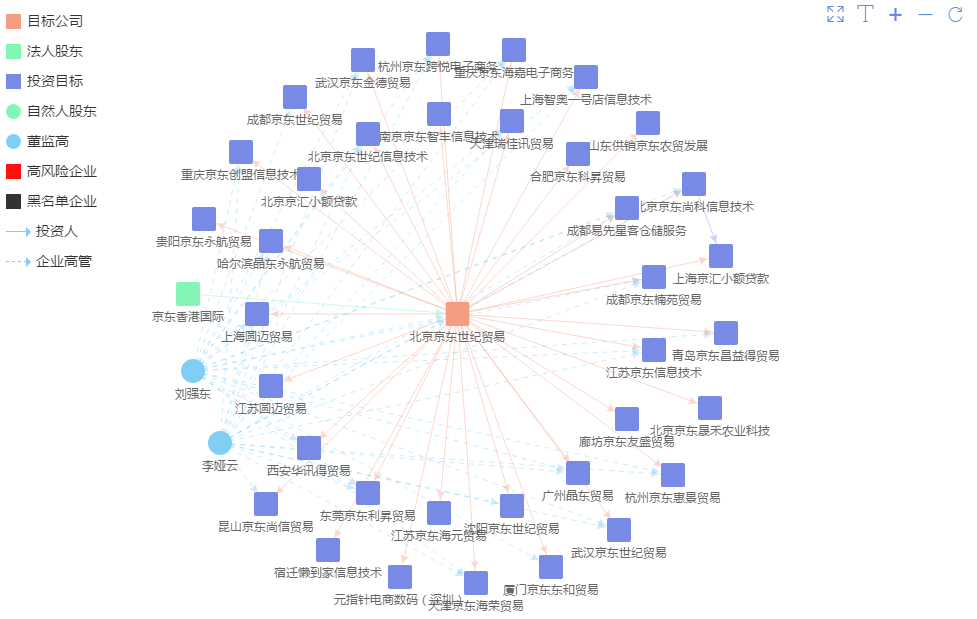 目标公司
法人股东
投资目标
自然人股东
董监高
高风险企业
黑名单企业
投资人
企业高管
杭州京东跨悦电子商务
重庆京东海嘉电子商务
武汉京东金德贸易
上海智奥一号店信息技术
成都京东世纪贸易
南京京东智丰信息技术
天津瑞佳讯贸易
山东供销京东农贸发展
北京京东世纪信息技术
重庆京东创盟信息技术
合肥京东科昇贸易
北京京汇小额贷款
北京京东尚科信息技术
贵阳京东永航贸易
成都易先星客仓储服务
哈尔滨晶东永航贸易
上海京汇小额贷款
成都京东楠苑贸易
京东香港国际
上海圆迈贸易
北京京东世纪贸易
青岛京东昌益得贸易
江苏京东信息技术
刘强东
江苏圆迈贸易
北京京东晟禾农业科技
廊坊京东友盛贸易
李娅云
西安华讯得贸易
广州晶东贸易
杭州京东惠景贸易
东莞京东利昇贸易
昆山京东尚信贸易
江苏京东海元贸易
沈阳京东世纪贸易
武汉京东世纪贸易
宿迁懒到家信息技术
厦门京东东和贸易
元指针电商数码（深圳）
天津京东海荣贸易